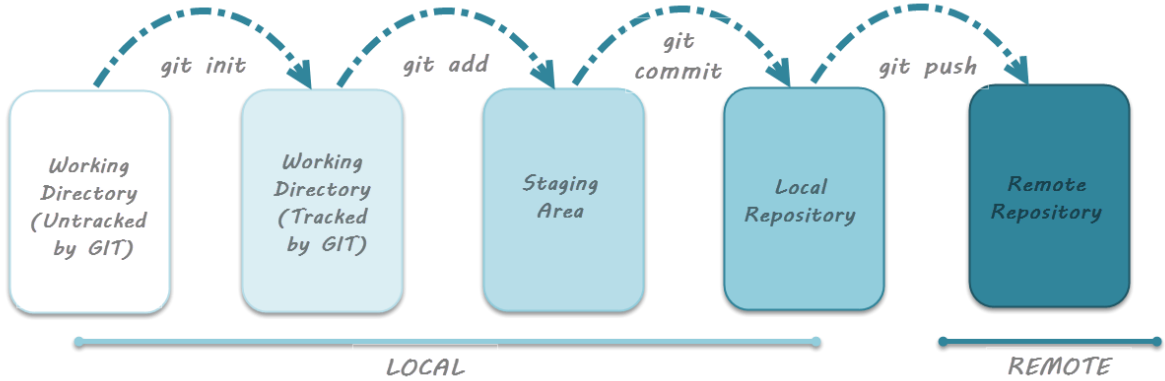 git init
git add
git
commit
git push
Working
Directory
(Untracked
by GIT)
Working
Directory
(Tracked
by GIT)
Staging
Area
Local
Repository
Remote
Repository
LOCAL
REMOTE